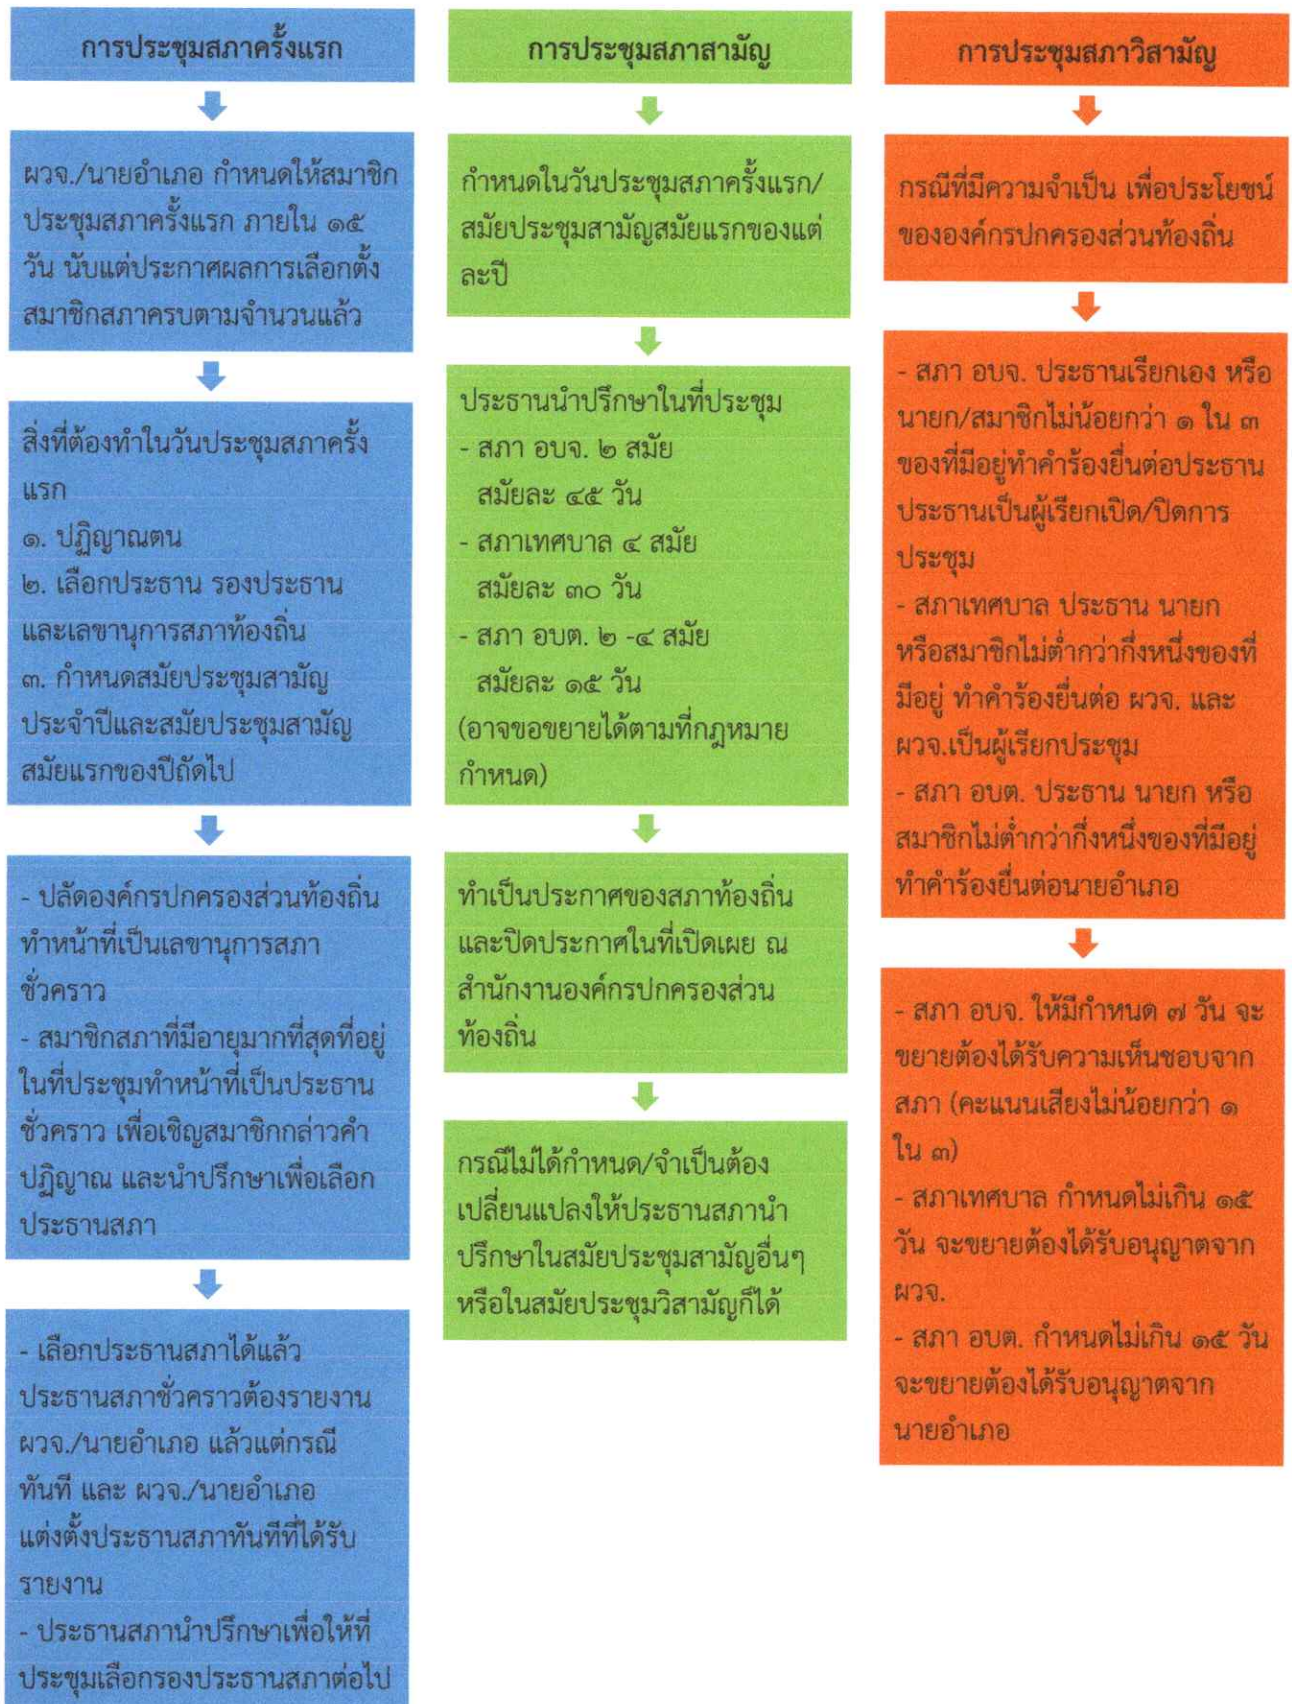 การประชุมสภาครั้งแรก
ผวจ./นายอำเภอ กำหนดให้สมาชิก
ประชุมสภาครั้งแรก ภายใน ๑๕
วัน นับแต่ประกาศผลการเลือกตั้ง
สมาชิกสภาครบตามจำนวนแล้ว
สิ่งที่ต้องทำในวันประชุมสภาครั้ง
แรก
๑. ปฏิญาณตน
๒. เลือกประธาน รองประธาน
และเลขานุการสภาท้องถิ่น
๓. กำหนดสมัยประชุมสามัญ
ประจำปีและสมัยประชุมสามัญ
สมัยแรกของปีถัดไป
- ปลัดองค์กรปกครองส่วนท้องถิ่น
ทำหน้าที่เป็นเลขานุการสภา
ชั่วคราว
- สมาชิกสภาที่มีอายุมากที่สุดที่อยู่
ในที่ประชุมทำหน้าที่เป็นประธาน
ชั่วคราว เพื่อเชิญสมาชิกกล่าวคำ
ปฏิญาณ และนำปรึกษาเพื่อเลือก
ประธานสภา
- เลือกประธานสภาได้แล้ว
ประธานสภาชั่วคราวต้องรายงาน
ผวจ./นายอำเภอ แล้วแต่กรณี
ทันที และ ผวจ./นายอำเภอ
แต่งตั้งประธานสภาทันทีที่ได้รับ
รายงาน
- ประธานสภานำปรึกษาเพื่อให้ที่
ประชุมเลือกรองประธานสภาต่อไป
การประชุมสภาสามัญ
กำหนดในวันประชุมสภาครั้งแรก/
สมัยประชุมสามัญสมัยแรกของแต่
ละปี
ประธานนำปรึกษาในที่ประชุม
- สภา อบจ. ๒ สมัย
สมัยละ ๔๕ วัน
- สภาเทศบาล ๔ สมัย
สมัยละ ๓๐ วัน
- สภา อบต. ๒ -๔ สมัย
สมัยละ ๑๕ วัน
(อาจขอขยายได้ตามที่กฎหมาย
กำหนด)
ทำเป็นประกาศของสภาท้องถิ่น
และปิดประกาศในที่เปิดเผย ณ
สำนักงานองค์กรปกครองส่วน
ท้องถิ่น
กรณีไม่ได้กำหนด/จำเป็นต้อง
เปลี่ยนแปลงให้ประธานสภานำ
ปรึกษาในสมัยประชุมสามัญอื่นๆ
หรือในสมัยประชุมวิสามัญก็ได้
การประชุมสภาวิสามัญ
กรณีที่มีความจำเป็น เพื่อประโยชน์
ขององค์กรปกครองส่วนท้องถิ่น
- สภา อบจ. ประธานเรียกเอง หรือ
นายก/สมาชิกไม่น้อยกว่า ๑ ใน ๓
ของที่มีอยู่ทำคำร้องยื่นต่อประธาน
ประธานเป็นผู้เรียกเปิด/ปิดการ
ประชุม
- สภาเทศบาล ประธาน นายก
หรือสมาชิกไม่ต่ำกว่ากึ่งหนึ่งของที่
มีอยู่ ทำคำร้องยื่นต่อ ผวจ. และ
ผวจ.เป็นผู้เรียกประชุม
- สภา อบต. ประธาน นายก หรือ
สมาชิกไม่ต่ำกว่ากึ่งหนึ่งของที่มีอยู่
ทำคำร้องยื่นต่อนายอำเภอ
- สภา อบจ. ให้มีกำหนด ๗ วัน จะ
ขยายต้องได้รับความเห็นชอบจาก
สภา (คะแนนเสียงไม่น้อยกว่า ๑
ใน ๓)
- สภาเทศบาล กำหนดไม่เกิน ๑๕
วัน จะขยายต้องได้รับอนุญาตจาก
ผวจ.
- สภา อบต. กำหนดไม่เกิน ๑๕ วัน
จะขยายต้องได้รับอนุญาตจาก
นายอำเภอ